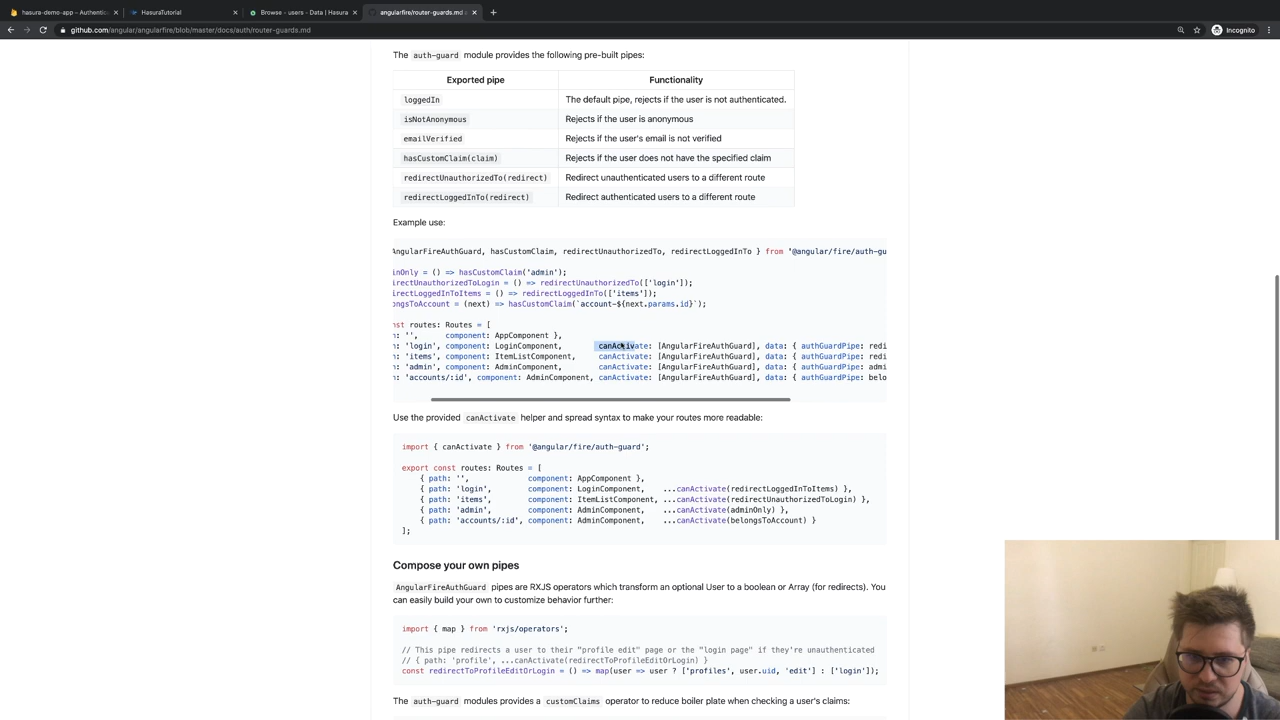 hasura-demo-app – Authentic
HasuraTutorial
Browse - users - Data | Hasura
angularfire/router-guards.md
github.com/angular/angularfire/blob/master/docs/auth/router-guards.md
Incognito
The auth-guard module provides the following pre-built pipes:
Exported pipe Functionality
loggedIn The default pipe, rejects if the user is not authenticated.
isNotAnonymous Rejects if the user is anonymous
emailVerified Rejects if the user's email is not verified
hasCustomClaim(claim) Rejects if the user does not have the specified claim
redirectUnauthorizedTo(redirect) Redirect unauthenticated users to a different route
redirectLoggedInTo(redirect) Redirect authenticated users to a different route
Example use:
AngularFireAuthGuard, hasCustomClaim, redirectUnauthorizedTo, redirectLoggedInTo } from '@angular/fire/auth-gu
inOnly = () => hasCustomClaim('admin');
irectUnauthorizedToLogin = () => redirectUnauthorizedTo(['login']);
irectLoggedInToItems = () => redirectLoggedInTo(['items']);
ongsToAccount = (next) => hasCustomClaim(`account-${next.params.id}`);
nst routes: Routes = [
h: '', component: AppComponent },
h: 'login', component: LoginComponent, canActivate: [AngularFireAuthGuard], data: { authGuardPipe: redi
h: 'items', component: ItemListComponent, canActivate: [AngularFireAuthGuard], data: { authGuardPipe: redi
h: 'admin', component: AdminComponent, canActivate: [AngularFireAuthGuard], data: { authGuardPipe: admi
h: 'accounts/:id', component: AdminComponent, canActivate: [AngularFireAuthGuard], data: { authGuardPipe: belo
Use the provided canActivate helper and spread syntax to make your routes more readable:
import { canActivate } from '@angular/fire/auth-guard';
export const routes: Routes = [
{ path: '', component: AppComponent },
{ path: 'login', component: LoginComponent, ...canActivate(redirectLoggedInToItems) },
{ path: 'items', component: ItemListComponent, ...canActivate(redirectUnauthorizedToLogin) },
{ path: 'admin', component: AdminComponent, ...canActivate(adminOnly) },
{ path: 'accounts/:id', component: AdminComponent, ...canActivate(belongsToAccount) }
];
Compose your own pipes
AngularFireAuthGuard pipes are RXJS operators which transform an optional User to a boolean or Array (for redirects). You
can easily build your own to customize behavior further:
import { map } from 'rxjs/operators';
// This pipe redirects a user to their "profile edit" page or the "login page" if they're unauthenticated
// { path: 'profile', ...canActivate(redirectToProfileEditOrLogin) }
const redirectToProfileEditOrLogin = () => map(user => user ? ['profiles', user.uid, 'edit'] : ['login']);
The auth-guard modules provides a customClaims operator to reduce boiler plate when checking a user's claims: